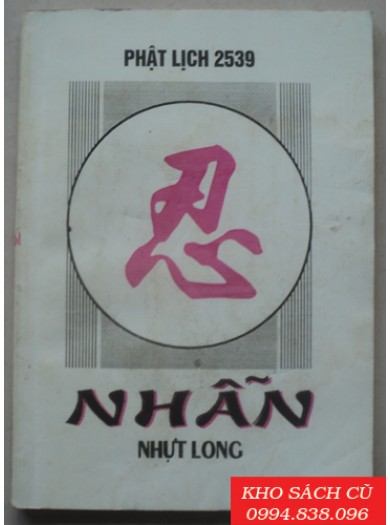 PHẬT LỊCH 2539
忍
NHẪN
NHỰT LONG
KHO SÁCH CŨ
0994.838.096